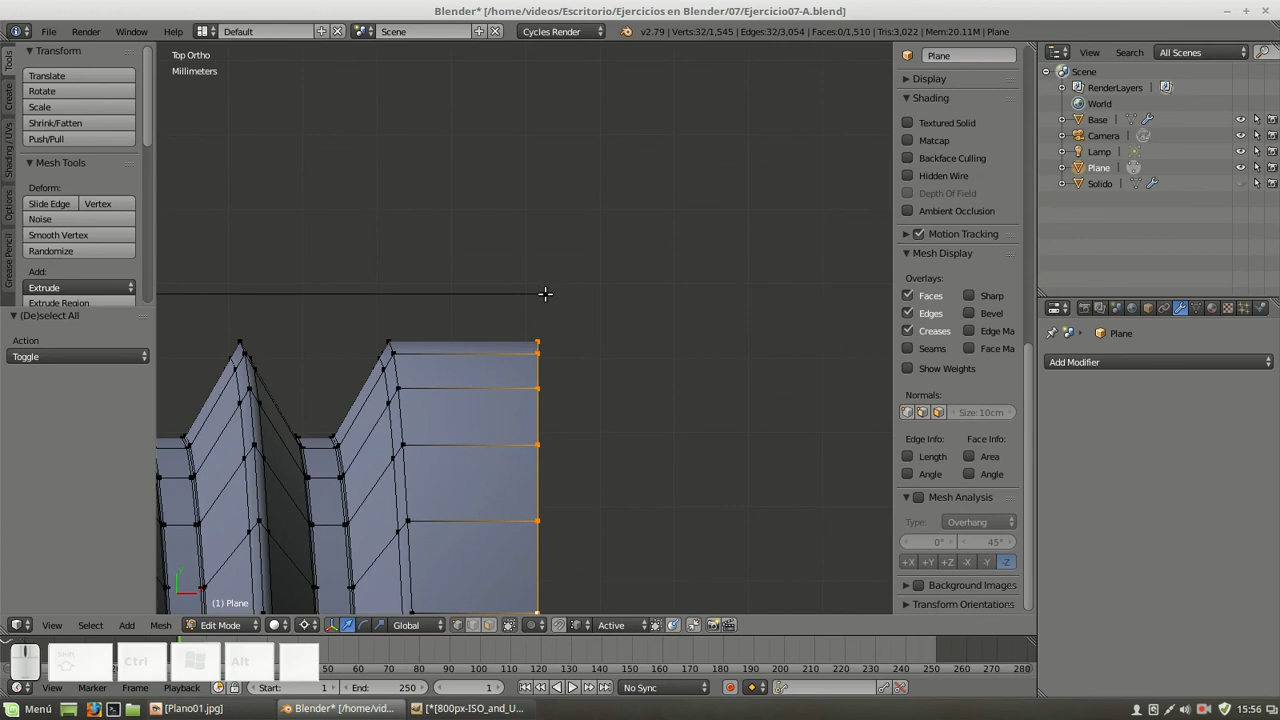 Blender* [/home/videos/Escritorio/Ejercicios en Blender/07/Ejercicio07-A.blend]
File Render Window Help Default Scene Cycles Render v2.79 | Verts:32/1,545 | Edges:32/3,054 | Faces:0/1,510 | Tris:3,022 | Mem:20.11M | Plane
Tools
Create
Shading / UVs
Options
Grease Pencil
Transform
Translate
Rotate
Scale
Shrink/Fatten
Push/Pull
Mesh Tools
Deform:
Slide Edge Vertex
Noise
Smooth Vertex
Randomize
Add:
Extrude
Extrude Region
(De)select All
Action
Toggle
Top Ortho
Millimeters
(1) Plane
Plane
Display
Shading
Textured Solid
Matcap
Backface Culling
Hidden Wire
Depth Of Field
Ambient Occlusion
Motion Tracking
Mesh Display
Overlays:
Faces Sharp
Edges Bevel
Creases Edge Ma
Seams Face Ma
Show Weights
Normals:
Size:10cm
Edge Info: Face Info:
Length Area
Angle Angle
Mesh Analysis
Type: Overhang
0° 45°
+X +Y +Z -X -Y -Z
Background Images
Transform Orientations
View Search All Scenes
Scene
RenderLayers
World
Base
Camera
Lamp
Plane
Solido
Plane
Add Modifier
View Select Add Mesh Edit Mode Global Active
Shift Ctrl Alt
50 60 70 80 90 100 110 120 130 140 150 160 170 180 190 200 210 220 230 240 250 260 270 280
View Marker Frame Playback Start: 1 End: 250 1 No Sync
Menú [Plano01.jpg] Blender* [/home/vid... [*[800px-ISO_and_U... 15:56